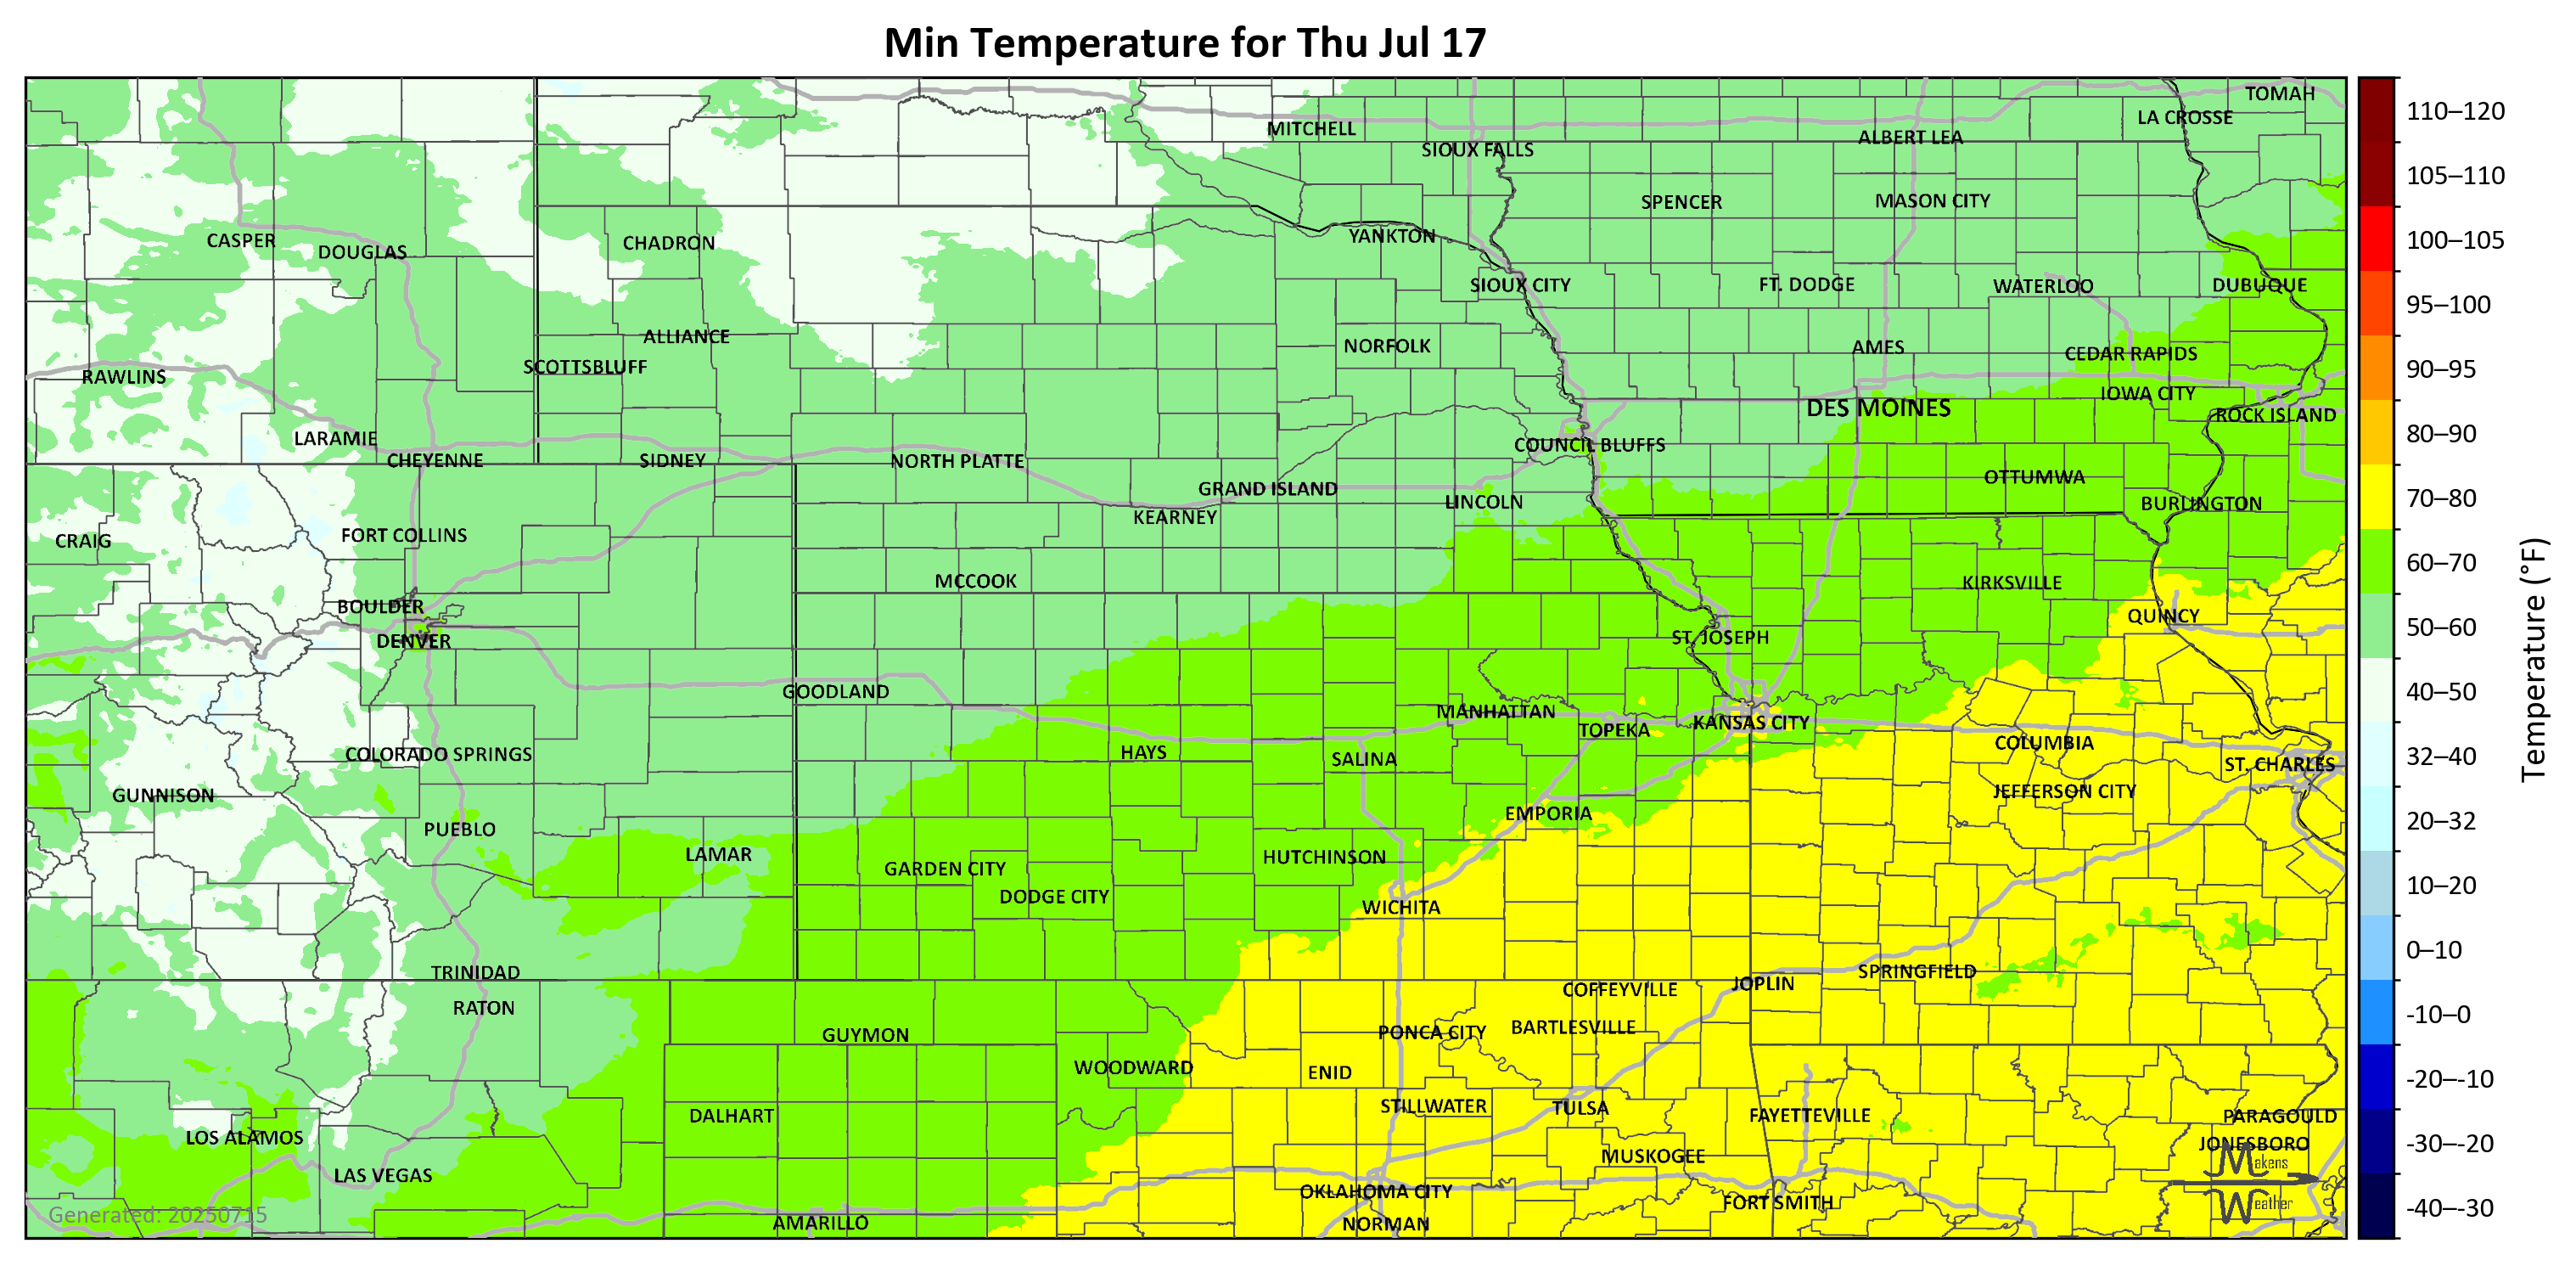 Min Temperature for Thu Jul 17
TOMAH
LA CROSSE
MITCHELL
ALBERT LEA
SIOUX FALLS
SPENCER
MASON CITY
CASPER
DOUGLAS
CHADRON
YANKTON
SIOUX CITY
FT. DODGE
WATERLOO
DUBUQUE
ALLIANCE
NORFOLK
AMES
CEDAR RAPIDS
SCOTTSBLUFF
RAWLINS
IOWA CITY
DES MOINES
ROCK ISLAND
LARAMIE
COUNCIL BLUFFS
CHEYENNE
SIDNEY
NORTH PLATTE
OTTUMWA
GRAND ISLAND
LINCOLN
BURLINGTON
KEARNEY
FORT COLLINS
CRAIG
MCCOOK
KIRKSVILLE
BOULDER
QUINCY
DENVER
ST. JOSEPH
GOODLAND
MANHATTAN
TOPEKA
KANSAS CITY
COLUMBIA
COLORADO SPRINGS
HAYS
SALINA
ST. CHARLES
GUNNISON
JEFFERSON CITY
EMPORIA
PUEBLO
LAMAR
HUTCHINSON
GARDEN CITY
DODGE CITY
WICHITA
TRINIDAD
SPRINGFIELD
JOPLIN
COFFEYVILLE
RATON
GUYMON
PONCA CITY
BARTLESVILLE
WOODWARD
ENID
STILLWATER
TULSA
DALHART
FAYETTEVILLE
PARAGOULD
LOS ALAMOS
JONESBORO
MUSKOGEE
LAS VEGAS
OKLAHOMA CITY
FORT SMITH
AMARILLO
NORMAN
Generated: 20250715
Makens
Weather
110–120
105–110
100–105
95–100
90–95
80–90
70–80
60–70
50–60
40–50
32–40
20–32
10–20
0–10
-10–0
-20–-10
-30–-20
-40–-30
Temperature (°F)